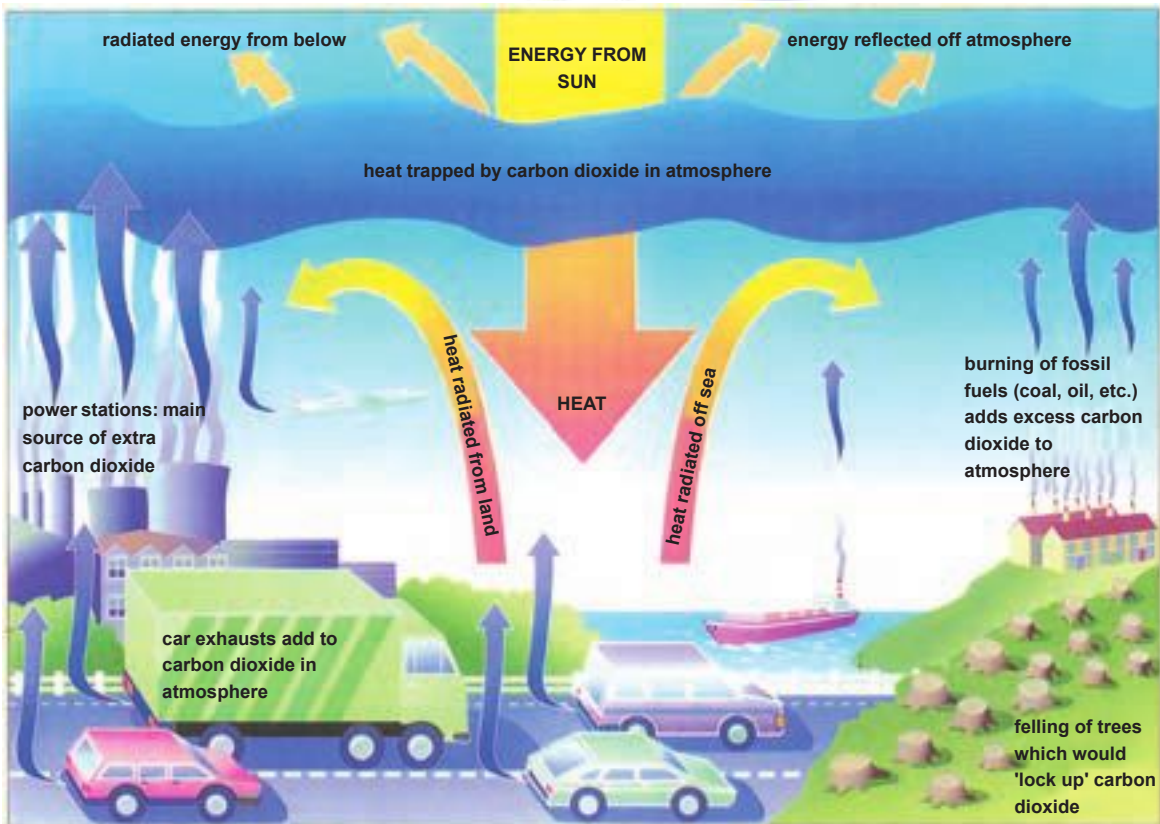 radiated energy from below
ENERGY FROM
SUN
energy reflected off atmosphere
heat trapped by carbon dioxide in atmosphere
heat radiated from land
HEAT
heat radiated off sea
power stations: main
source of extra
carbon dioxide
burning of fossil
fuels (coal, oil, etc.)
adds excess carbon
dioxide to
atmosphere
car exhausts add to
carbon dioxide in
atmosphere
felling of trees
which would
'lock up' carbon
dioxide